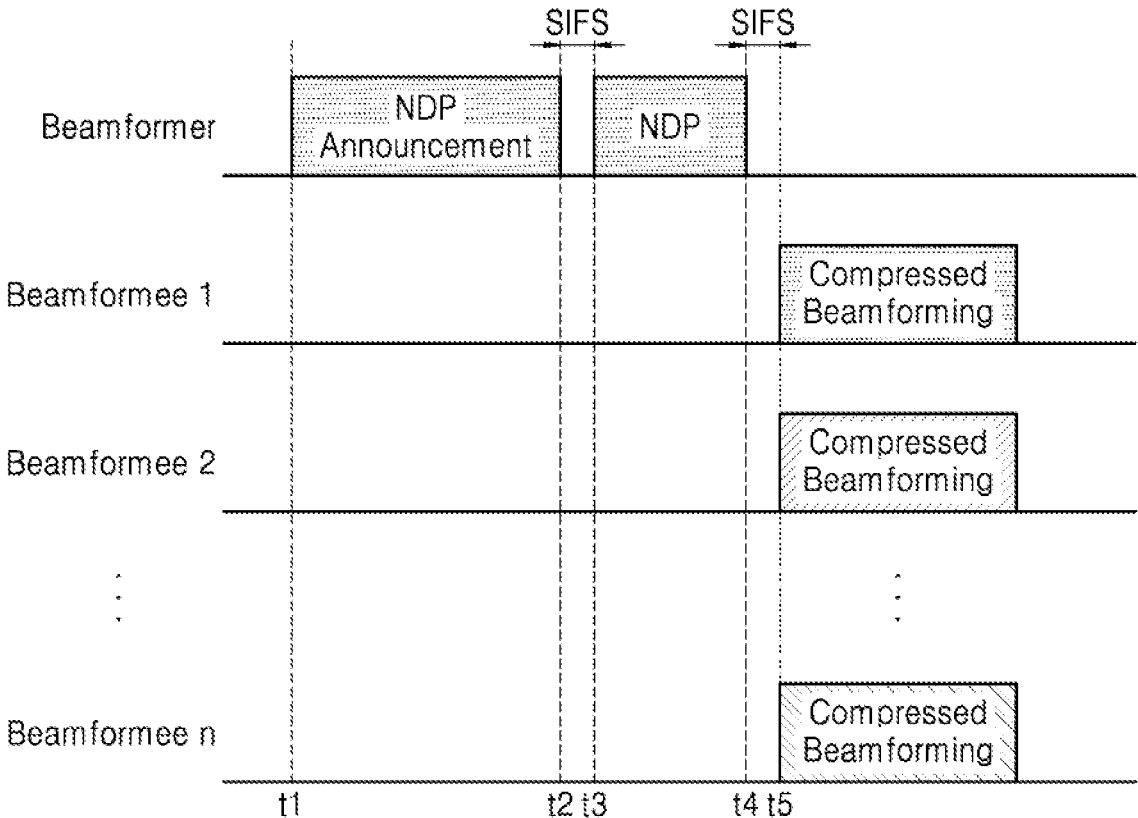 SIFS
SIFS
Beamformer
NDP
Announcement
NDP
Beamformee 1
Compressed
Beamforming
Beamformee 2
Compressed
Beamforming
Beamformee n
Compressed
Beamforming
t1
t2
t3
t4
t5